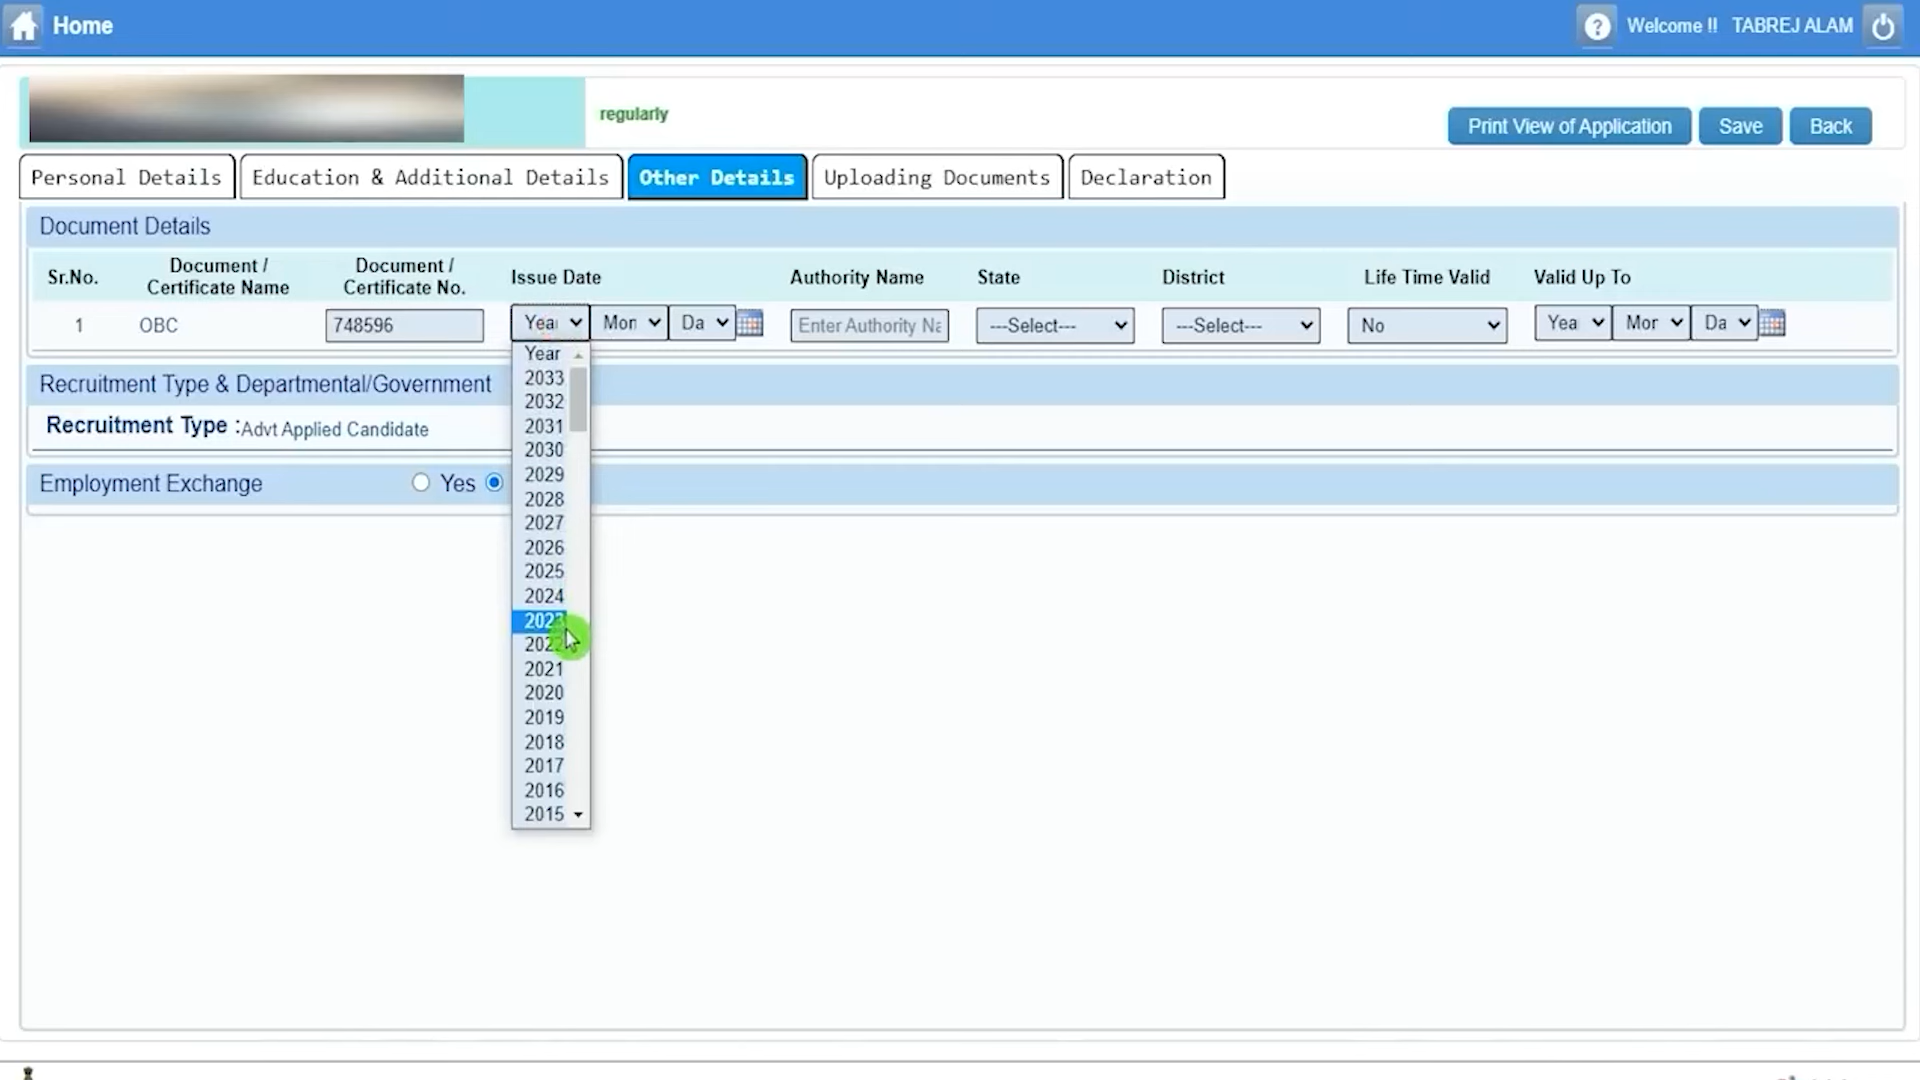 Home
Welcome !! TABREJ ALAM
regularly
Print View of Application Save Back
Personal Details Education & Additional Details Other Details Uploading Documents Declaration
Document Details
Sr.No. Document / Certificate Name Document / Certificate No. Issue Date Authority Name State District Life Time Valid Valid Up To
1 OBC 748596 Yea Mon Da Enter Authority Na ---Select--- ---Select--- No Yea Mor Da
Year
2033
2032
2031
2030
2029
2028
2027
2026
2025
2024
2023
2022
2021
2020
2019
2018
2017
2016
2015
Recruitment Type & Departmental/Government
Recruitment Type :Advt Applied Candidate
Employment Exchange Yes